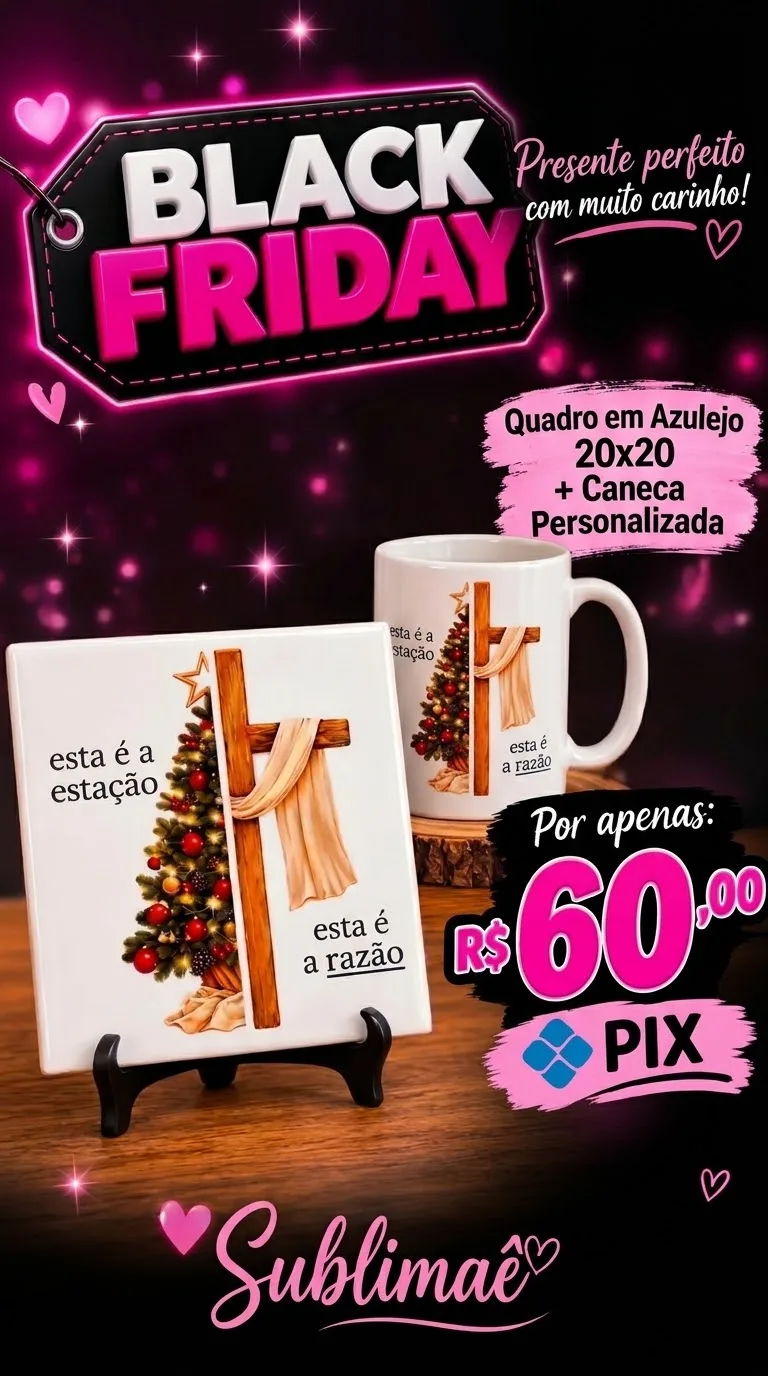 BLACK
FRIDAY
Presente perfeito
com muito carinho!
Quadro em Azulejo
20x20
+ Caneca
Personalizada
esta é a
estação
esta é
a razão
esta é a
stação
esta é
a razão
Por apenas:
R$60,00
PIX
Sublimaê